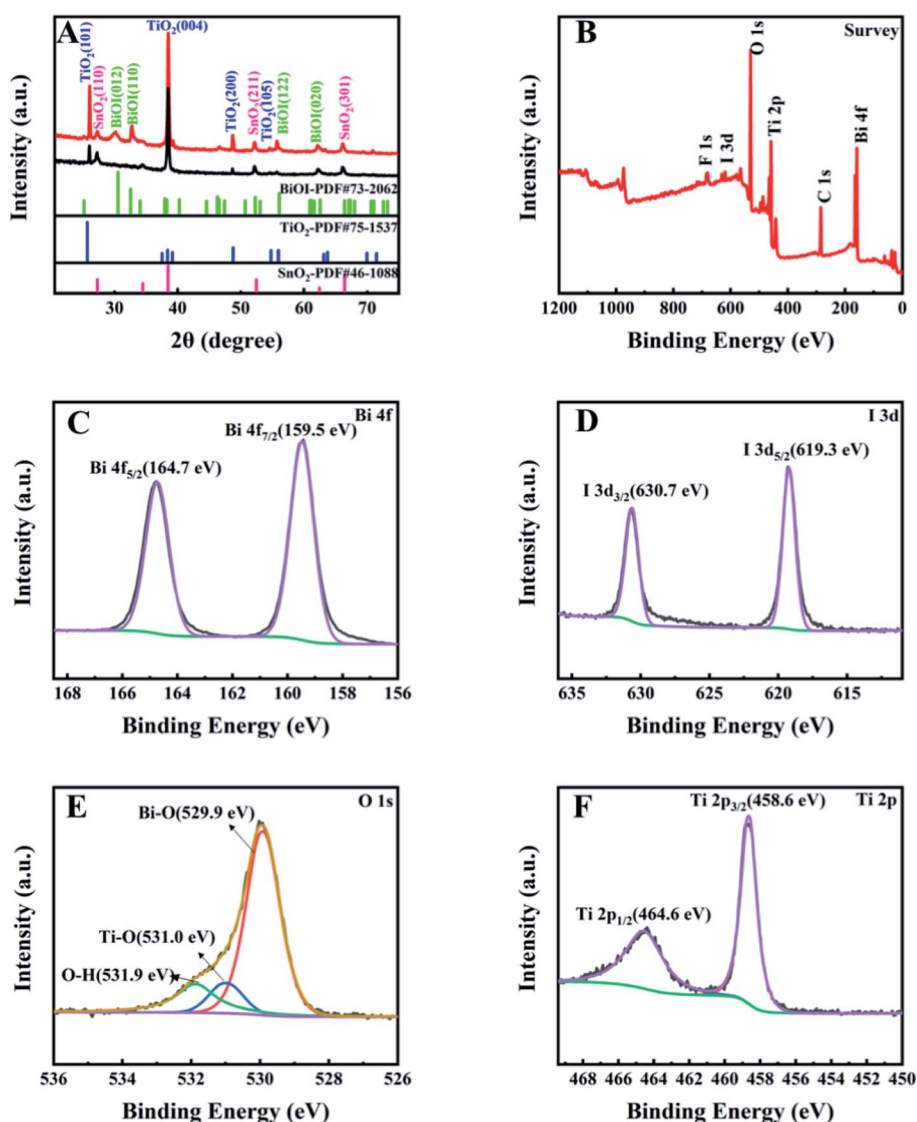 A
TiO₂(101)
SnO₂(110)
BiOI(012)
BiOI(110)
TiO₂(004)
TiO₂(200)
SnO₂(211)
TiO₂(105)
BiOI(122)
BiOI(020)
SnO₂(301)
BiOI-PDF#73-2062
TiO₂-PDF#75-1537
SnO₂-PDF#46-1088
Intensity (a.u.)
30 40 50 60 70
2θ (degree)
B
Survey
O 1s
F 1s
I 3d
Ti 2p
C 1s
Bi 4f
Intensity (a.u.)
1200 1000 800 600 400 200 0
Binding Energy (eV)
C
Bi 4f
Bi 4f₇/₂(159.5 eV)
Bi 4f₅/₂(164.7 eV)
Intensity (a.u.)
168 166 164 162 160 158 156
Binding Energy (eV)
D
I 3d
I 3d₅/₂(619.3 eV)
I 3d₃/₂(630.7 eV)
Intensity (a.u.)
635 630 625 620 615
Binding Energy (eV)
E
O 1s
Bi-O(529.9 eV)
Ti-O(531.0 eV)
O-H(531.9 eV)
Intensity (a.u.)
536 534 532 530 528 526
Binding Energy (eV)
F
Ti 2p₃/₂(458.6 eV)
Ti 2p
Ti 2p₁/₂(464.6 eV)
Intensity (a.u.)
468 466 464 462 460 458 456 454 452 450
Binding Energy (eV)